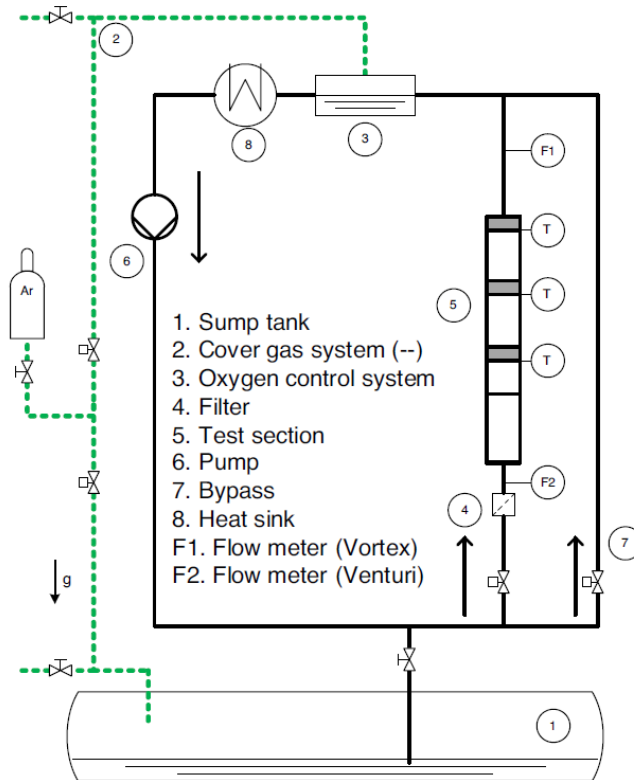 2
8
3
F1
T
6
Ar
5
T
T
1. Sump tank
2. Cover gas system (--)
3. Oxygen control system
4. Filter
5. Test section
6. Pump
7. Bypass
8. Heat sink
F1. Flow meter (Vortex)
F2. Flow meter (Venturi)
F2
4
7
g
1